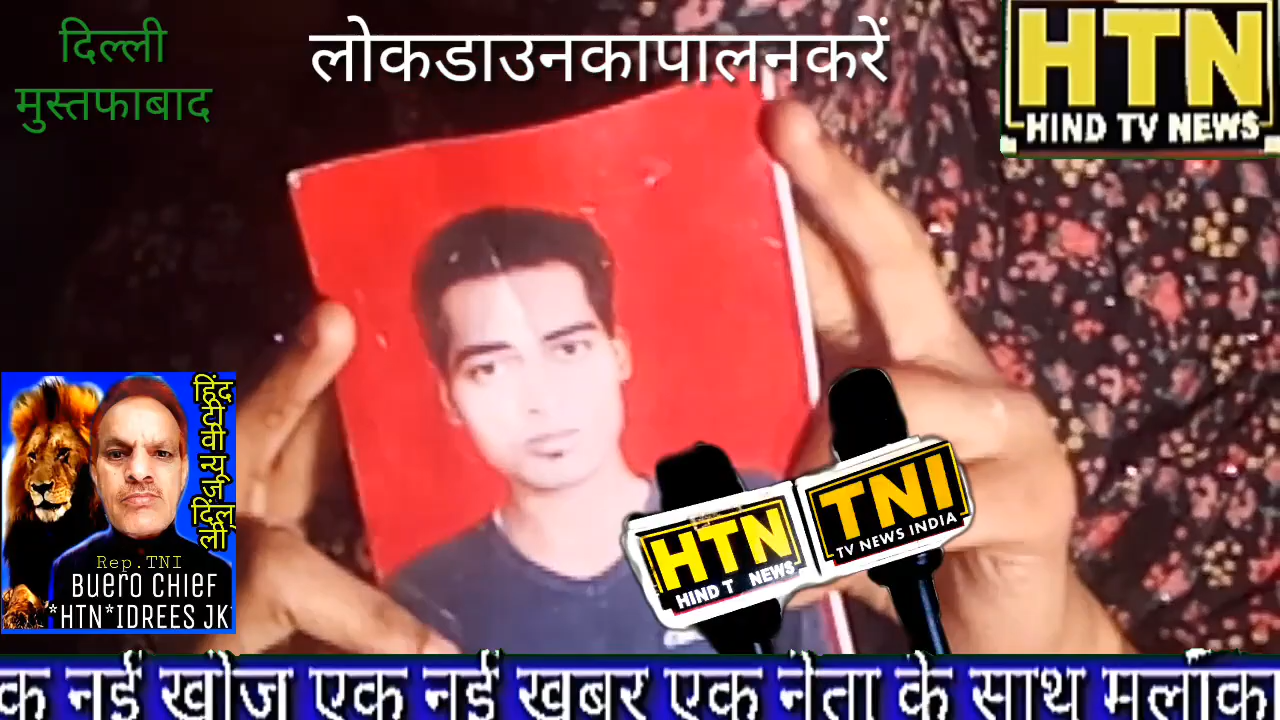 दिल्ली
मुस्तफाबाद
लोकडाउनकापालनकरें
HTN
HIND TV NEWS
हिंद
टी
वी
न्यू
ज
दिल्
ली
Rep.TNI
BUERO CHIEF
*HTN*IDREES JK
HTN
HIND T NEWS
TNI
TV NEWS INDIA
क नई खोज एक नई खबर एक नेता के साथ मुलाक